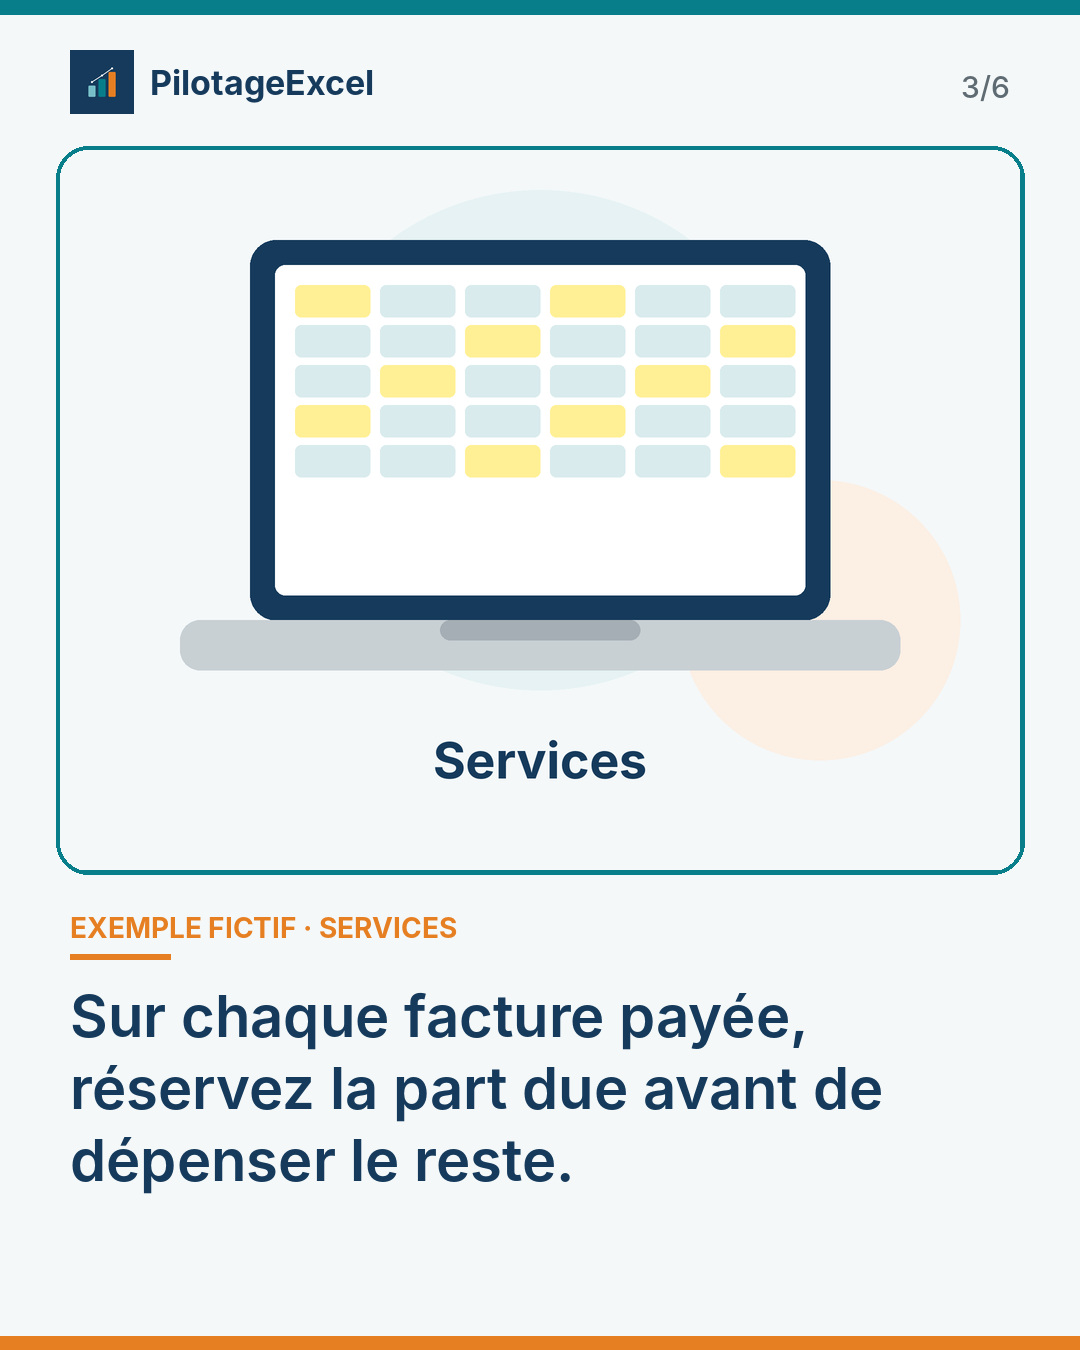 PilotageExcel
3/6
Services
EXEMPLE FICTIF · SERVICES
Sur chaque facture payée,
réservez la part due avant de
dépenser le reste.